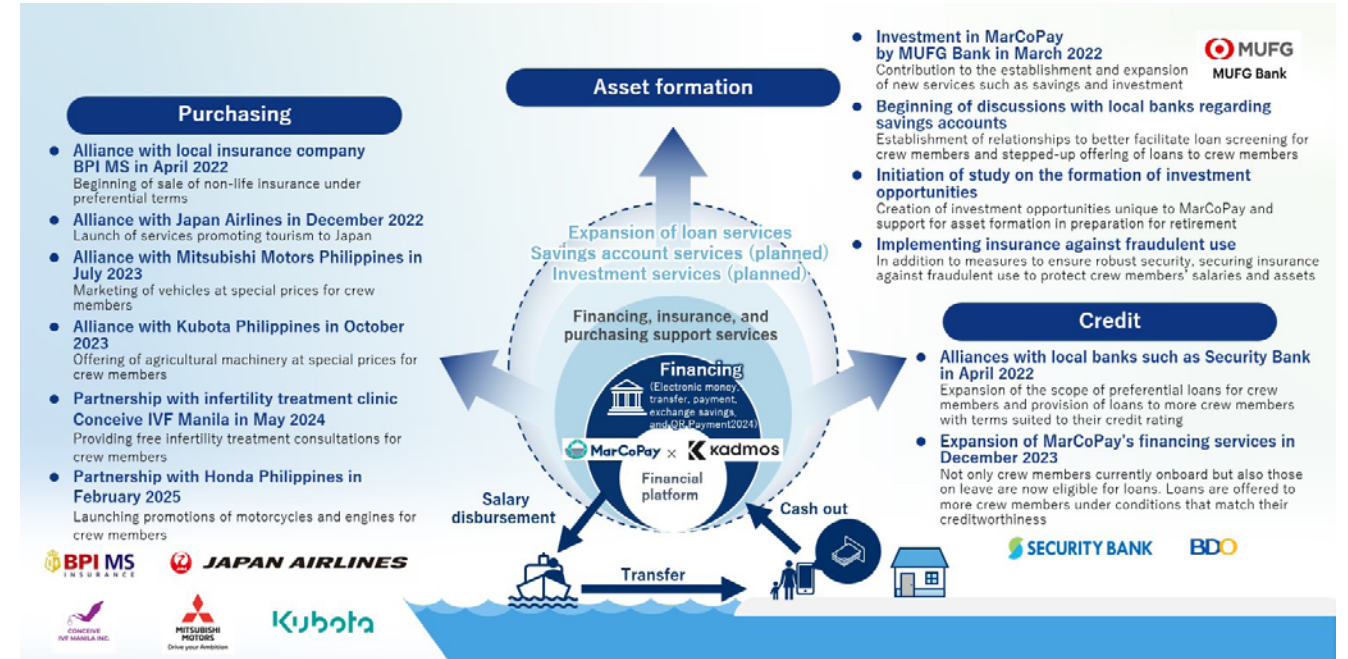 Purchasing
● Alliance with local insurance company
BPI MS in April 2022
Beginning of sale of non-life insurance under
preferential terms
● Alliance with Japan Airlines in December 2022
Launch of services promoting tourism to Japan
● Alliance with Mitsubishi Motors Philippines in
July 2023
Marketing of vehicles at special prices for crew
members
● Alliance with Kubota Philippines in October
2023
Offering of agricultural machinery at special prices for
crew members
● Partnership with infertility treatment clinic
Conceive IVF Manila in May 2024
Providing free infertility treatment consultations for
crew members
● Partnership with Honda Philippines in
February 2025
Launching promotions of motorcycles and engines for
crew members
BPI MS
INSURANCE
JAPAN AIRLINES
CONCEIVE
IVF MANILA INC.
MITSUBISHI
MOTORS
Drive your Ambition
Kubota
Asset formation
Expansion of loan services
Savings account services (planned)
Investment services (planned)
Financing, insurance, and
purchasing support services
Financing
(Electronic money,
transfer, payment,
exchange savings,
and QR Payment2024)
MarCoPay × Kadmos
Financial
platform
Salary
disbursement
Cash out
Transfer
● Investment in MarCoPay
by MUFG Bank in March 2022
Contribution to the establishment and expansion
of new services such as savings and investment
MUFG
MUFG Bank
● Beginning of discussions with local banks regarding
savings accounts
Establishment of relationships to better facilitate loan screening for
crew members and stepped-up offering of loans to crew members
● Initiation of study on the formation of investment
opportunities
Creation of investment opportunities unique to MarCoPay and
support for asset formation in preparation for retirement
● Implementing insurance against fraudulent use
In addition to measures to ensure robust security, securing insurance
against fraudulent use to protect crew members' salaries and assets
Credit
● Alliances with local banks such as Security Bank
in April 2022
Expansion of the scope of preferential loans for crew
members and provision of loans to more crew members
with terms suited to their credit rating
● Expansion of MarCoPay's financing services in
December 2023
Not only crew members currently onboard but also those
on leave are now eligible for loans. Loans are offered to
more crew members under conditions that match their
creditworthiness
SECURITY BANK
BDO